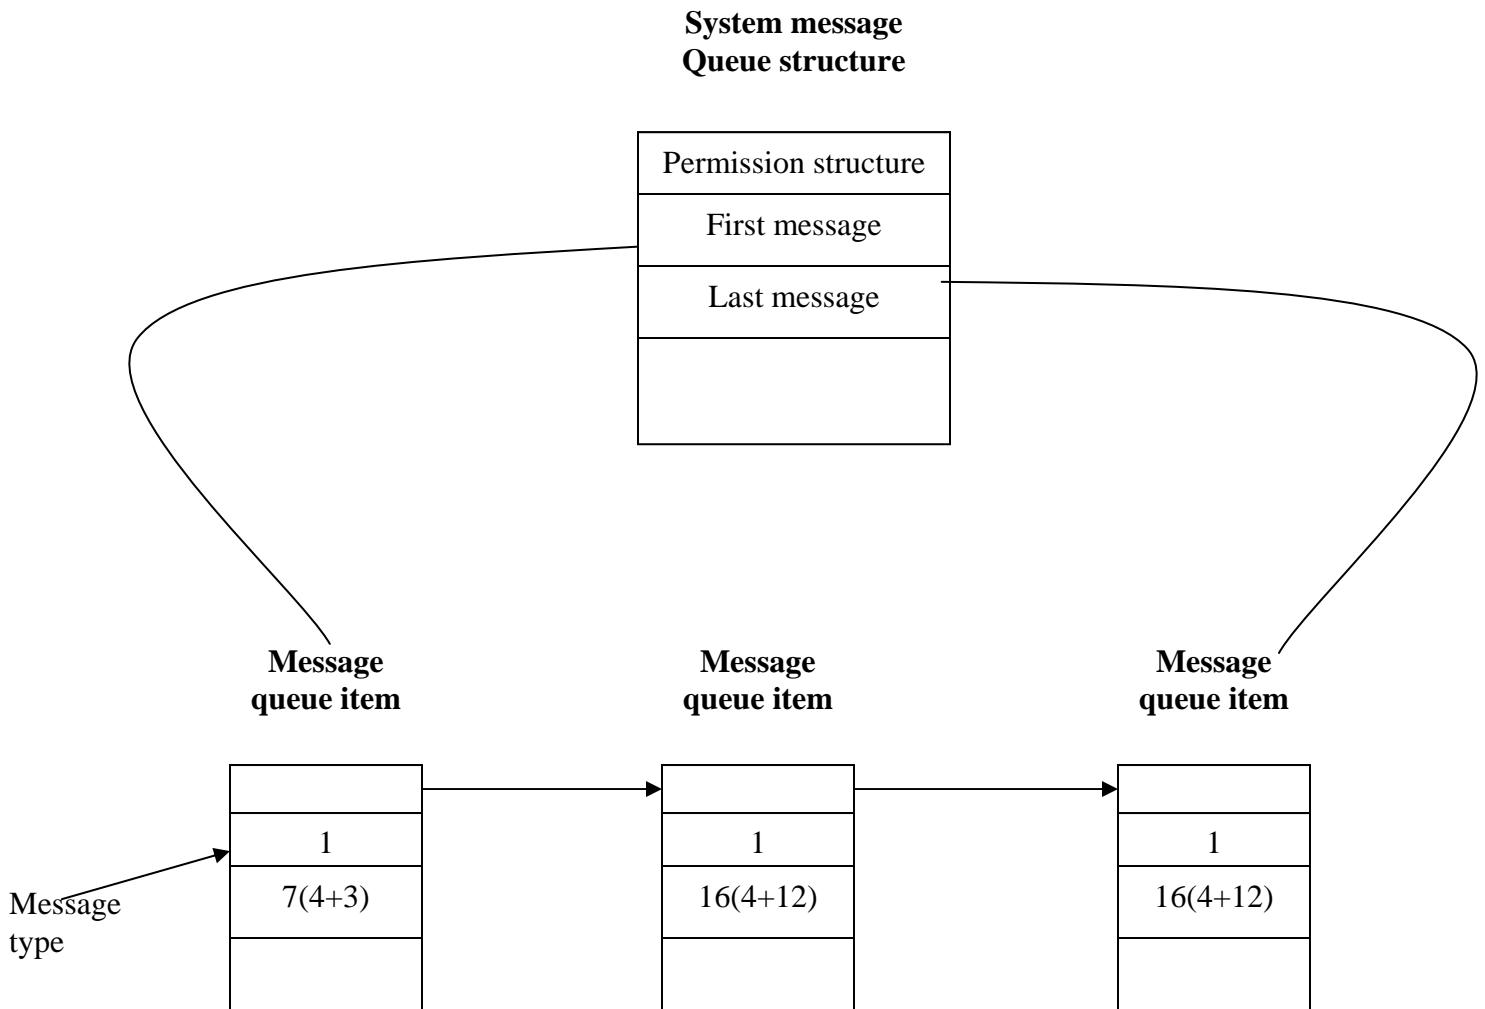 System message
Queue structure
Permission structure
First message
Last message
Message
queue item
Message
queue item
Message
queue item
1
1
1
7(4+3)
16(4+12)
16(4+12)
Message
type